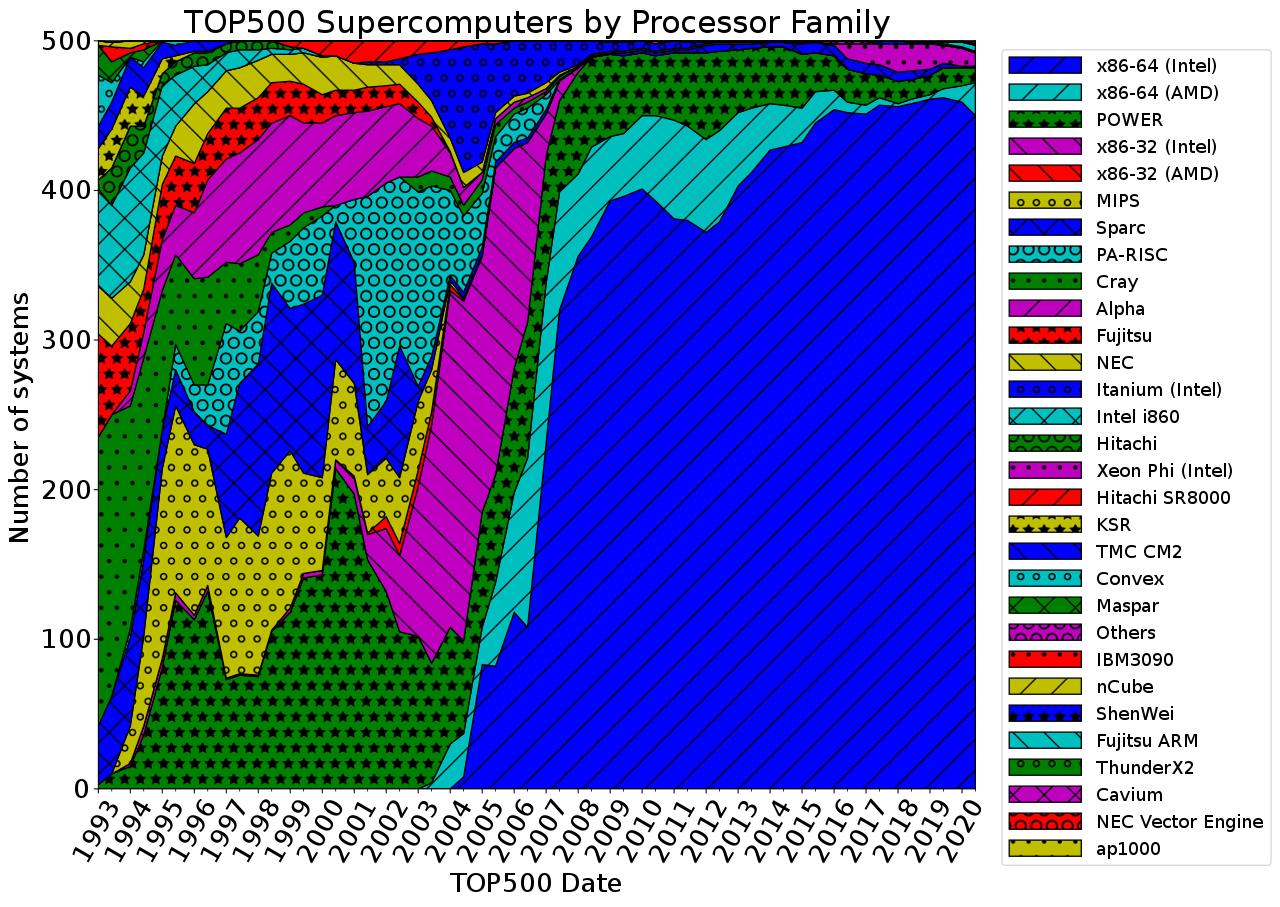 TOP500 Supercomputers by Processor Family
500
400
300
200
100
0
Number of systems
1993
1994
1995
1996
1997
1998
1999
2000
2001
2002
2003
2004
2005
2006
2007
2008
2009
2010
2011
2012
2013
2014
2015
2016
2017
2018
2019
2020
TOP500 Date
x86-64 (Intel)
x86-64 (AMD)
POWER
x86-32 (Intel)
x86-32 (AMD)
MIPS
Sparc
PA-RISC
Cray
Alpha
Fujitsu
NEC
Itanium (Intel)
Intel i860
Hitachi
Xeon Phi (Intel)
Hitachi SR8000
KSR
TMC CM2
Convex
Maspar
Others
IBM3090
nCube
ShenWei
Fujitsu ARM
ThunderX2
Cavium
NEC Vector Engine
ap1000